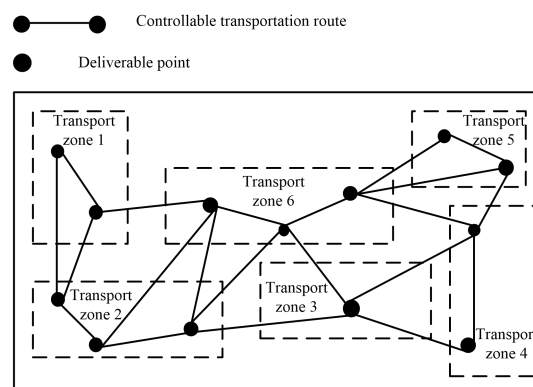 Controllable transportation route
Deliverable point
Transport
zone 1
Transport
zone 5
Transport
zone 6
Transport
zone 2
Transport
zone 3
Transport
zone 4